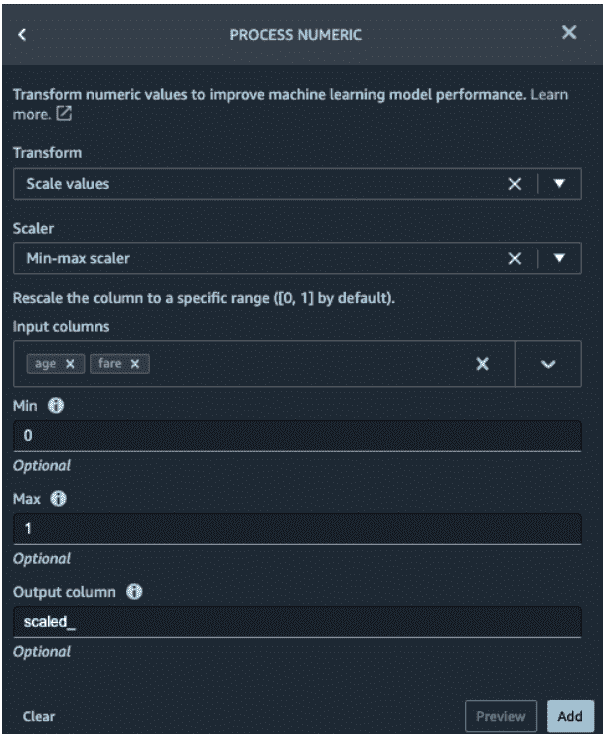 PROCESS NUMERIC
Transform numeric values to improve machine learning model performance. Learn
more.
Transform
Scale values
Scaler
Min-max scaler
Rescale the column to a specific range ([0, 1] by default).
Input columns
age fare
Min
0
Optional
Max
1
Optional
Output column
scaled_
Optional
Clear Preview Add